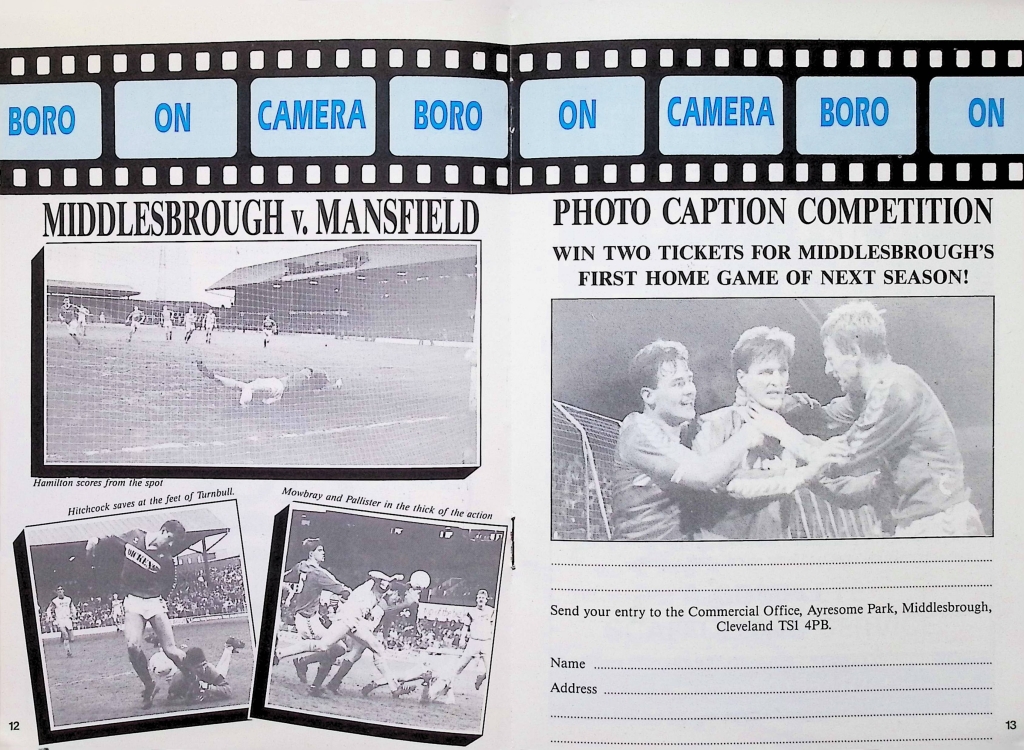 BORO ON CAMERA BORO ON CAMERA BORO ON
MIDDLESBROUGH v. MANSFIELD
Hamilton scores from the spot
Hitchcock saves at the feet of Turnbull.
Mowbray and Pallister in the thick of the action
DICKENS
12
PHOTO CAPTION COMPETITION
WIN TWO TICKETS FOR MIDDLESBROUGH'S
FIRST HOME GAME OF NEXT SEASON!
Send your entry to the Commercial Office, Ayresome Park, Middlesbrough,
Cleveland TS1 4PB.
Name
Address
13